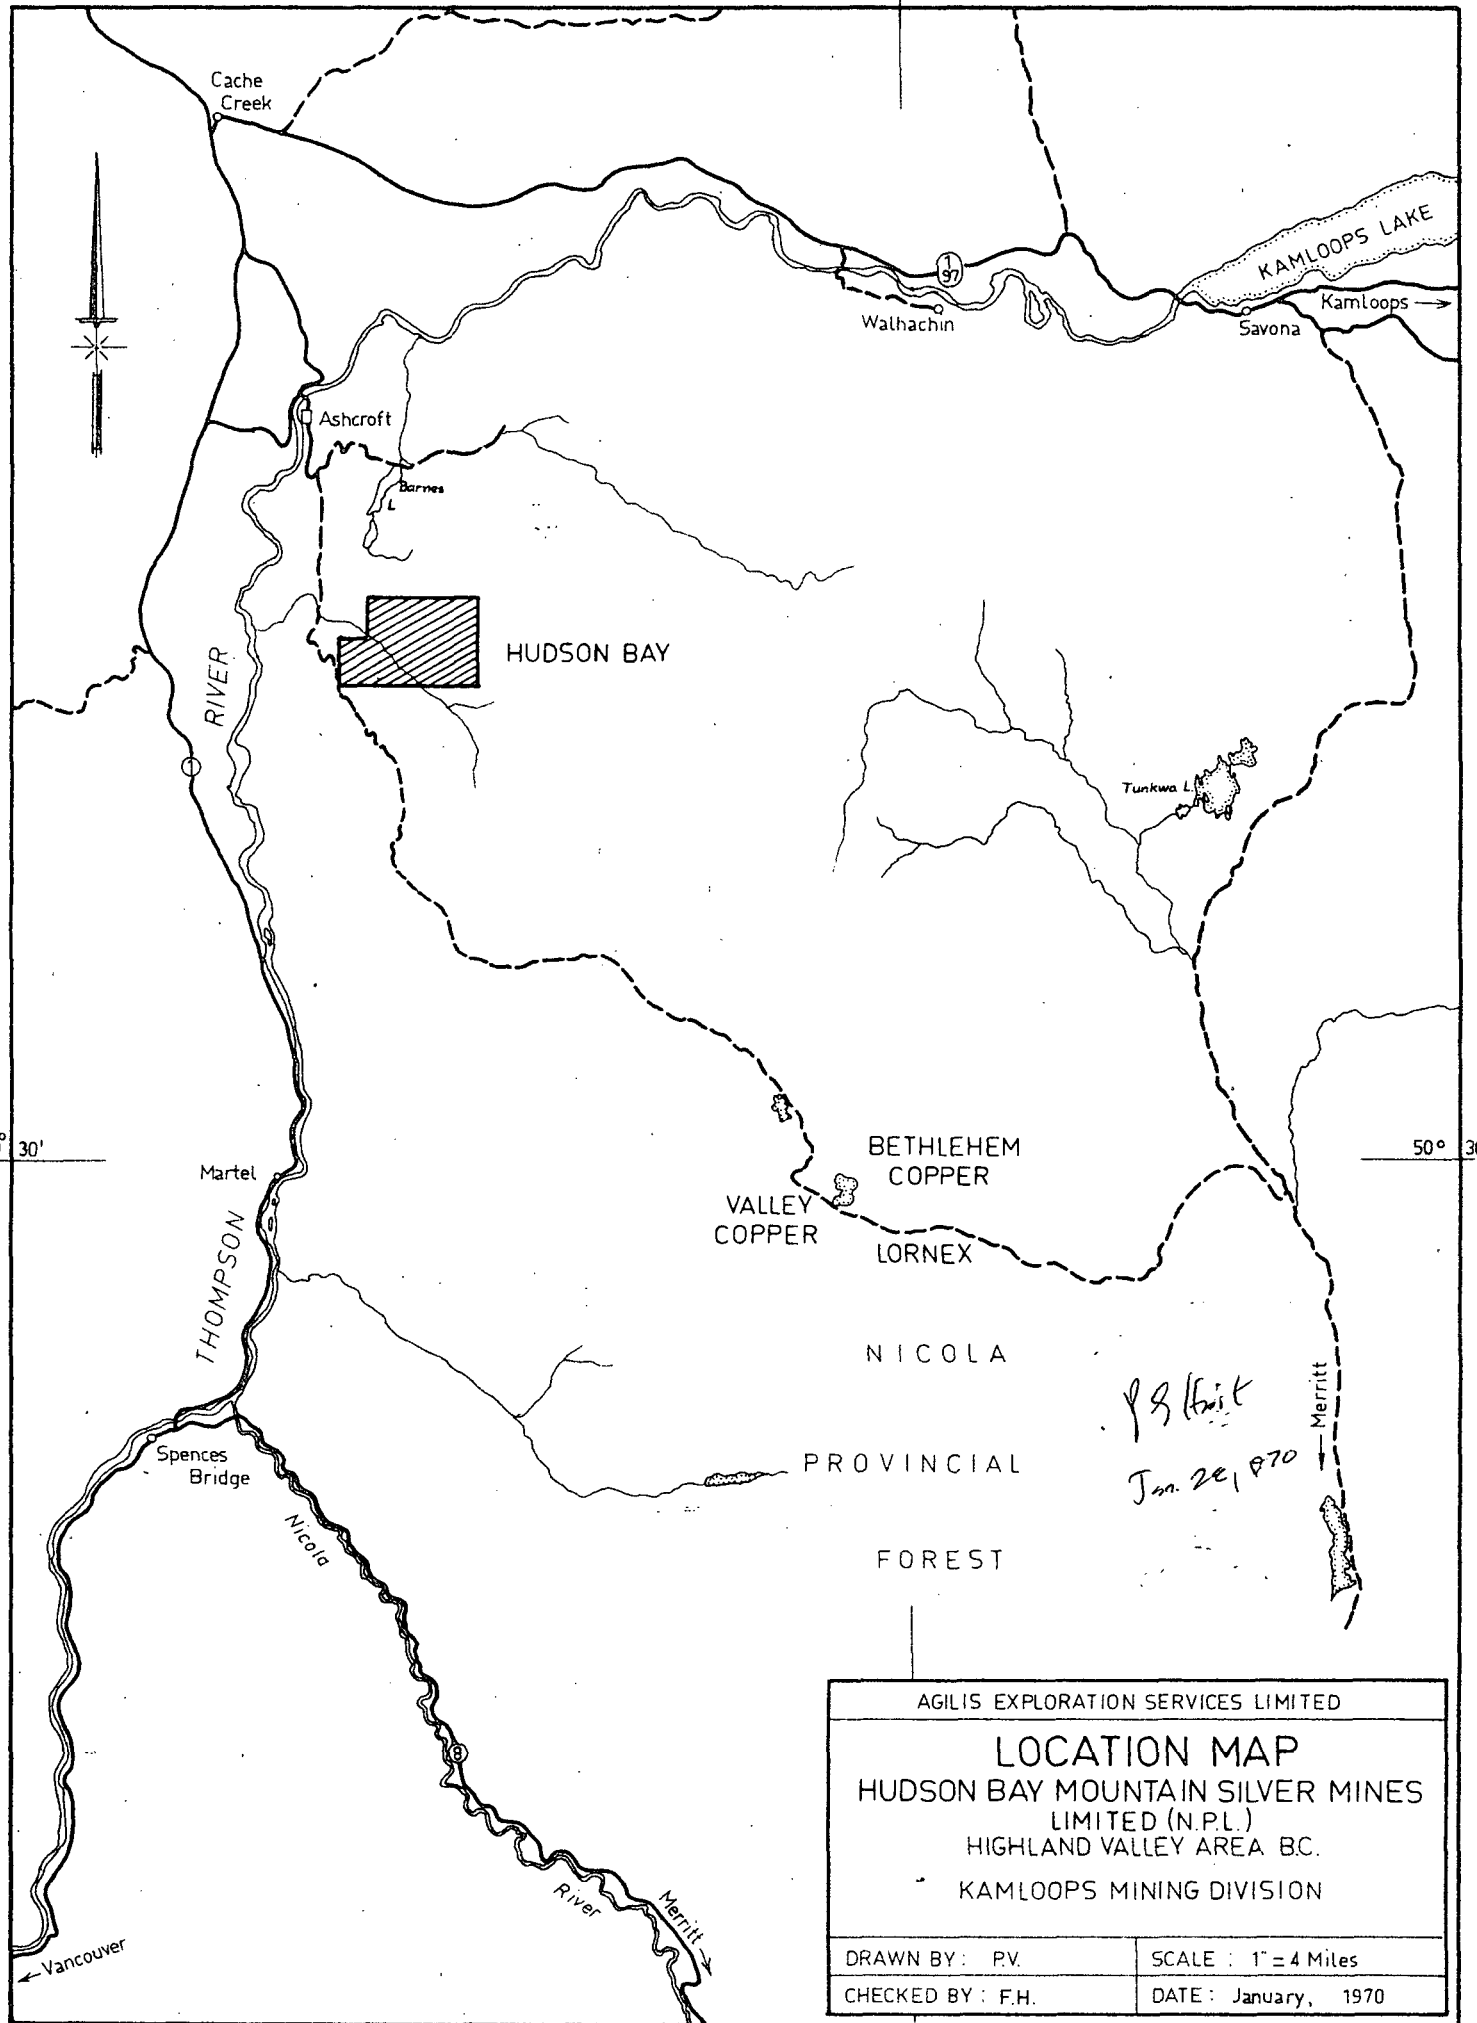 Cache
Creek
KAMLOOPS LAKE
1
97
Kamloops
Walhachin
Savona
Ashcroft
Barnes
L
HUDSON BAY
RIVER
1
Tunkwa L.
30'
50° 30
Martel
BETHLEHEM
COPPER
VALLEY
COPPER
LORNEX
THOMPSON
NICOLA
Merritt
PROVINCIAL
Spences
Bridge
Nicola
FOREST
8
River
Merritt
Vancouver
AGILIS EXPLORATION SERVICES LIMITED
LOCATION MAP
HUDSON BAY MOUNTAIN SILVER MINES
LIMITED (N.P.L.)
HIGHLAND VALLEY AREA B.C.
KAMLOOPS MINING DIVISION
DRAWN BY : P.V.
SCALE : 1" = 4 Miles
CHECKED BY : F.H.
DATE : January, 1970